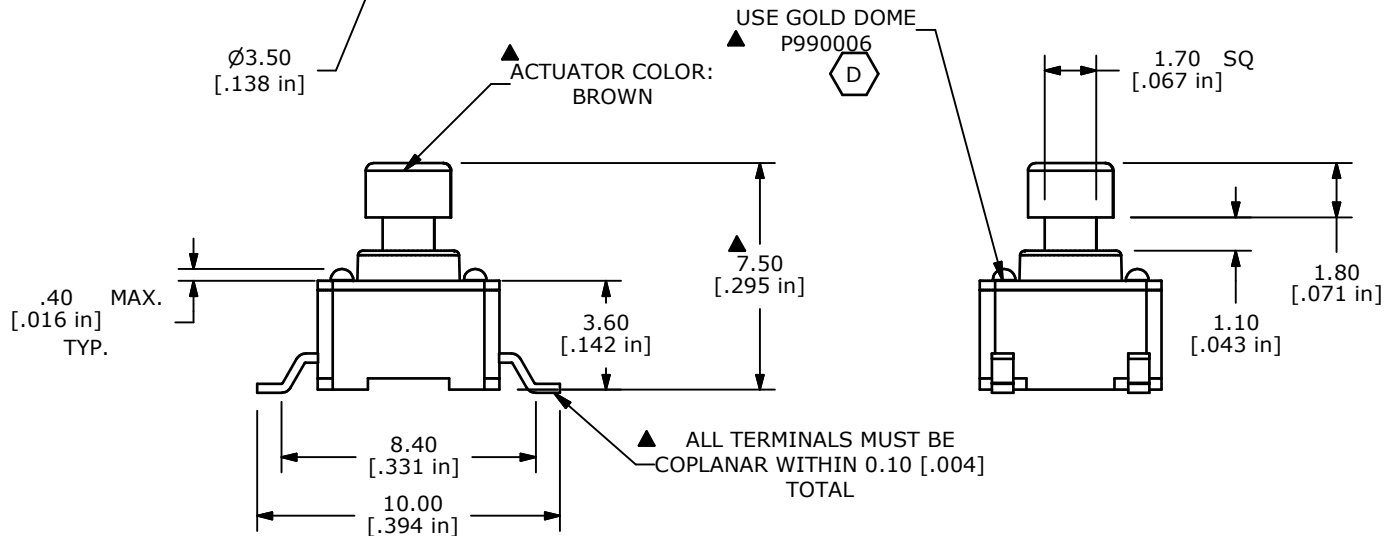 USE GOLD DOME
▲ P990006
D
Ø3.50
[.138 in]
▲
ACTUATOR COLOR:
BROWN
1.70 SQ
[.067 in]
.40 MAX.
[.016 in]
TYP.
▲
7.50
[.295 in]
3.60
[.142 in]
1.80
[.071 in]
1.10
[.043 in]
8.40
[.331 in]
10.00
[.394 in]
▲ ALL TERMINALS MUST BE
COPLANAR WITHIN 0.10 [.004]
TOTAL